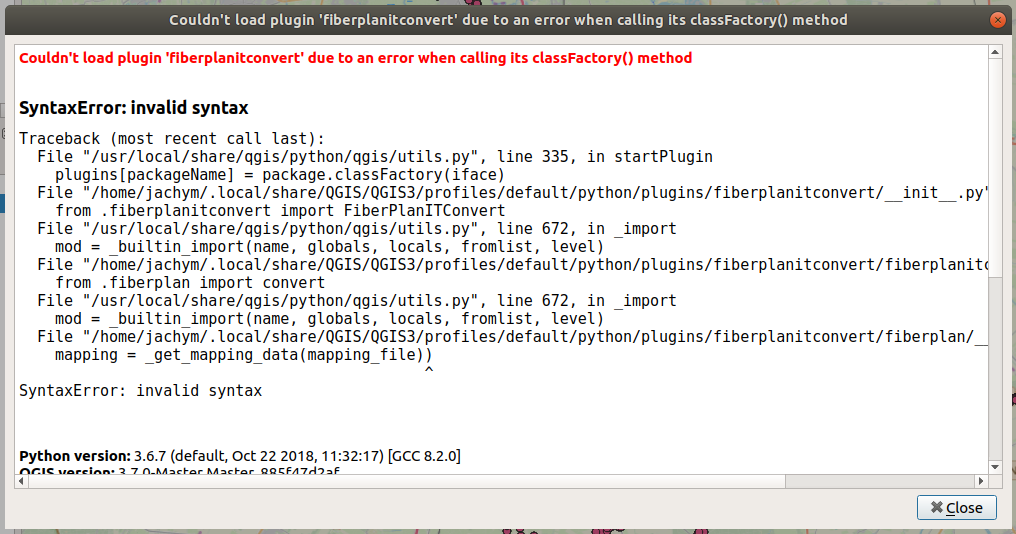 Couldn't load plugin 'fiberplanitconvert' due to an error when calling its classFactory() method
Couldn't load plugin 'fiberplanitconvert' due to an error when calling its classFactory() method
SyntaxError: invalid syntax
Traceback (most recent call last):
File "/usr/local/share/qgis/python/qgis/utils.py", line 335, in startPlugin
plugins[packageName] = package.classFactory(iface)
File "/home/jachym/.local/share/QGIS/QGIS3/profiles/default/python/plugins/fiberplanitconvert/__init__.py"
from .fiberplanitconvert import FiberPlanITConvert
File "/usr/local/share/qgis/python/qgis/utils.py", line 672, in _import
mod = _builtin_import(name, globals, locals, fromlist, level)
File "/home/jachym/.local/share/QGIS/QGIS3/profiles/default/python/plugins/fiberplanitconvert/fiberplanitc
from .fiberplan import convert
File "/usr/local/share/qgis/python/qgis/utils.py", line 672, in _import
mod = _builtin_import(name, globals, locals, fromlist, level)
File "/home/jachym/.local/share/QGIS/QGIS3/profiles/default/python/plugins/fiberplanitconvert/fiberplan/__
mapping = _get_mapping_data(mapping_file))
^
SyntaxError: invalid syntax
Python version: 3.6.7 (default, Oct 22 2018, 11:32:17) [GCC 8.2.0]
QGIS version: 3.7.0-Master Master, 885f47d2af
Close